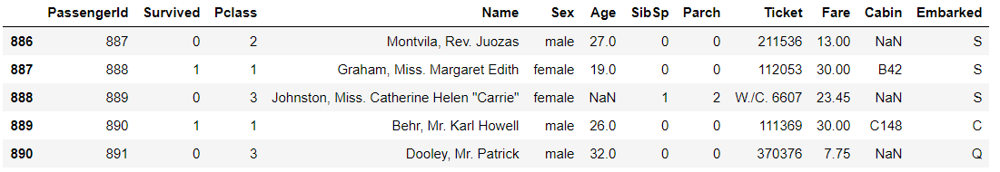 PassengerId Survived Pclass Name Sex Age SibSp Parch Ticket Fare Cabin Embarked
886 887 0 2 Montvila, Rev. Juozas male 27.0 0 0 211536 13.00 NaN S
887 888 1 1 Graham, Miss. Margaret Edith female 19.0 0 0 112053 30.00 B42 S
888 889 0 3 Johnston, Miss. Catherine Helen "Carrie" female NaN 1 2 W./C. 6607 23.45 NaN S
889 890 1 1 Behr, Mr. Karl Howell male 26.0 0 0 111369 30.00 C148 C
890 891 0 3 Dooley, Mr. Patrick male 32.0 0 0 370376 7.75 NaN Q